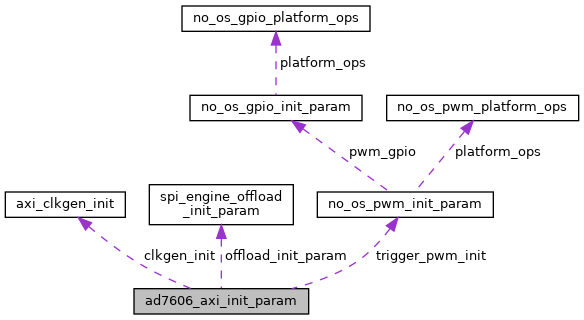 no_os_gpio_platform_ops
platform_ops
no_os_gpio_init_param
no_os_pwm_platform_ops
pwm_gpio
platform_ops
axi_clkgen_init
spi_engine_offload
_init_param
no_os_pwm_init_param
clkgen_init
offload_init_param
trigger_pwm_init
ad7606_axi_init_param